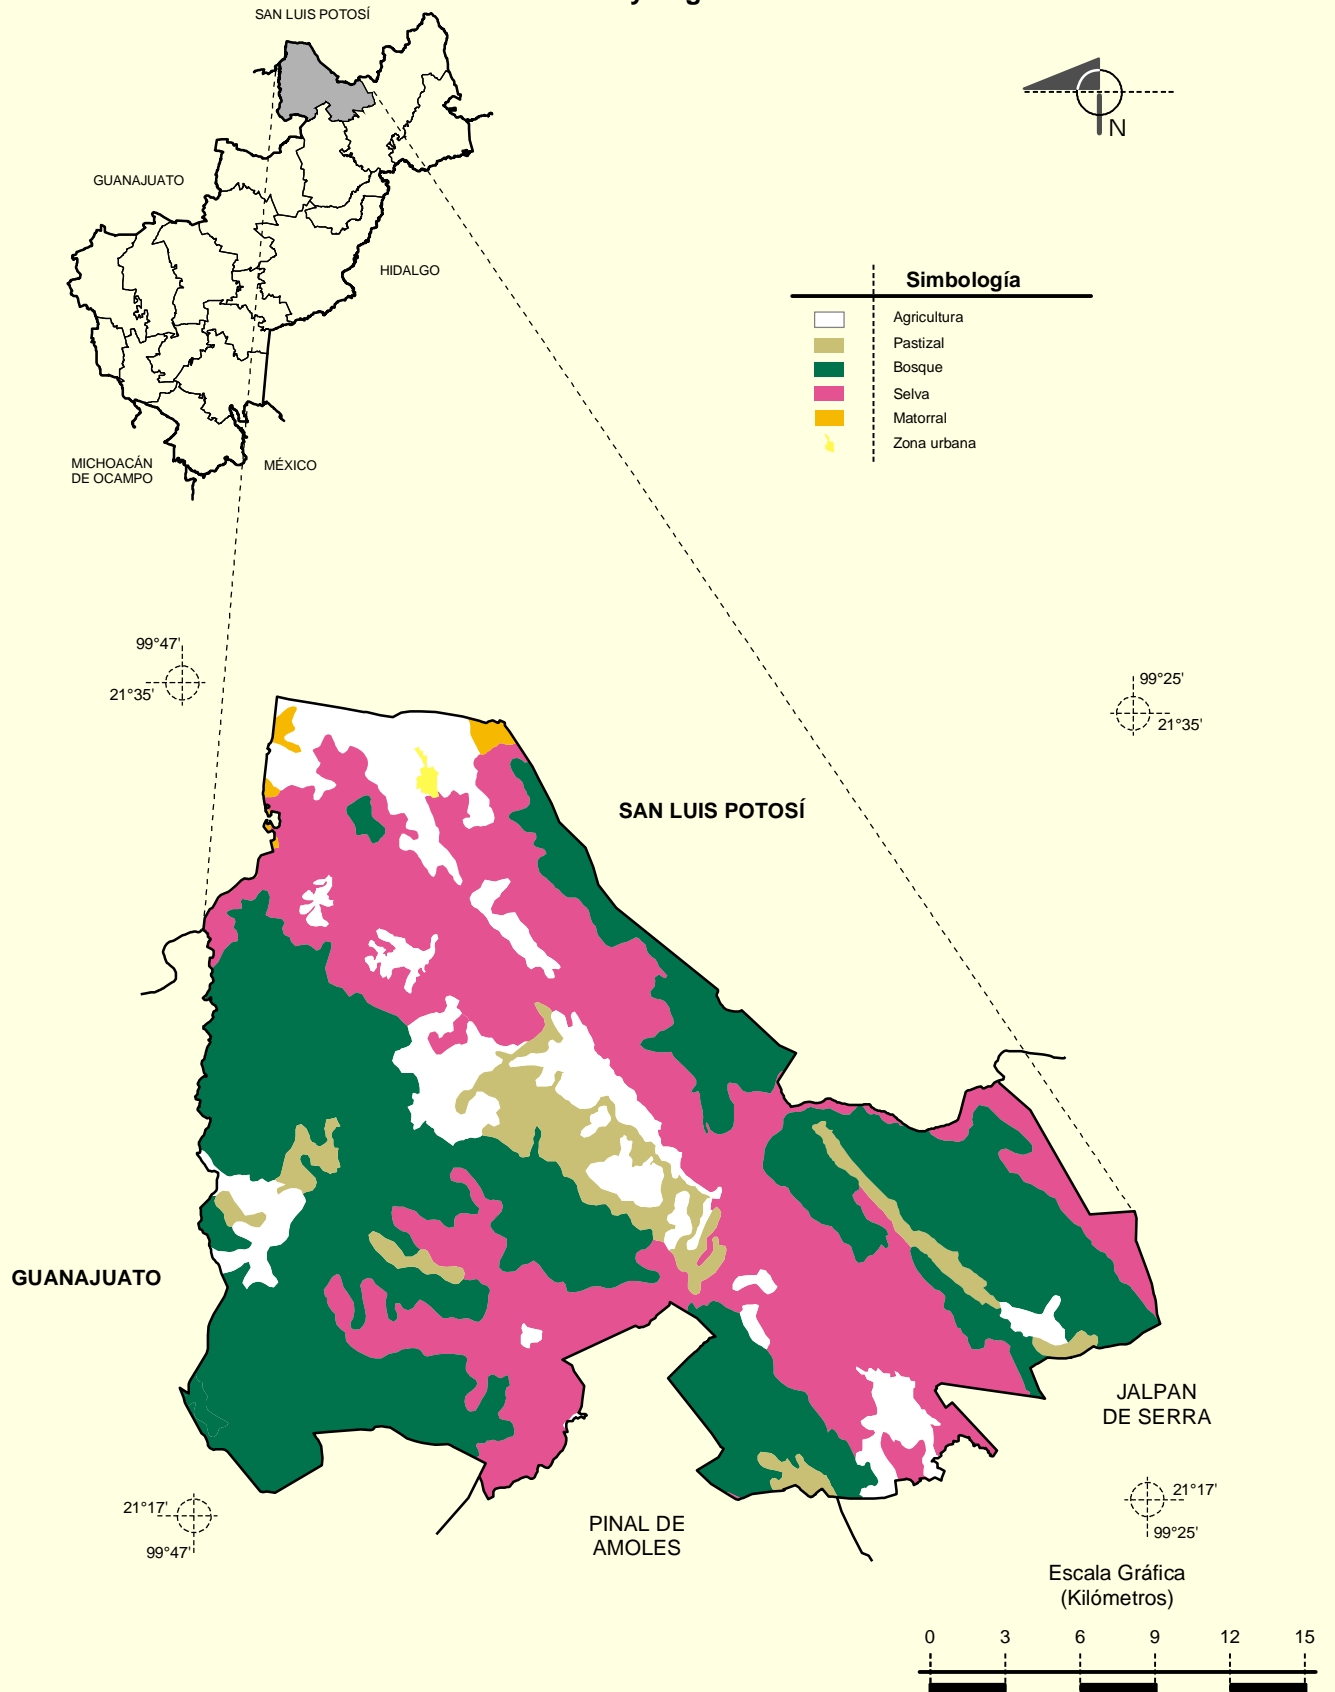 y
SAN LUIS POTOSÍ
N
GUANAJUATO
HIDALGO
MICHOACÁN
DE OCAMPO
MÉXICO
Simbología
Agricultura
Pastizal
Bosque
Selva
Matorral
Zona urbana
99°47'
21°35'
99°25'
21°35'
SAN LUIS POTOSÍ
GUANAJUATO
JALPAN
DE SERRA
PINAL DE
AMOLES
21°17'
99°47'
21°17'
99°25'
Escala Gráfica
(Kilómetros)
0 3 6 9 12 15